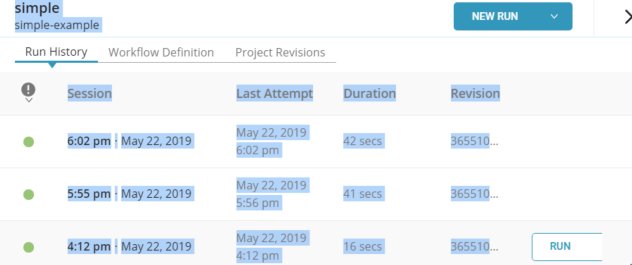 simple
simple-example
NEW RUN
Run History Workflow Definition Project Revisions
Session Last Attempt Duration Revision
6:02 pm · May 22, 2019 May 22, 2019 6:02 pm 42 secs 365510...
5:55 pm · May 22, 2019 May 22, 2019 5:56 pm 41 secs 365510...
4:12 pm · May 22, 2019 May 22, 2019 4:12 pm 16 secs 365510... RUN